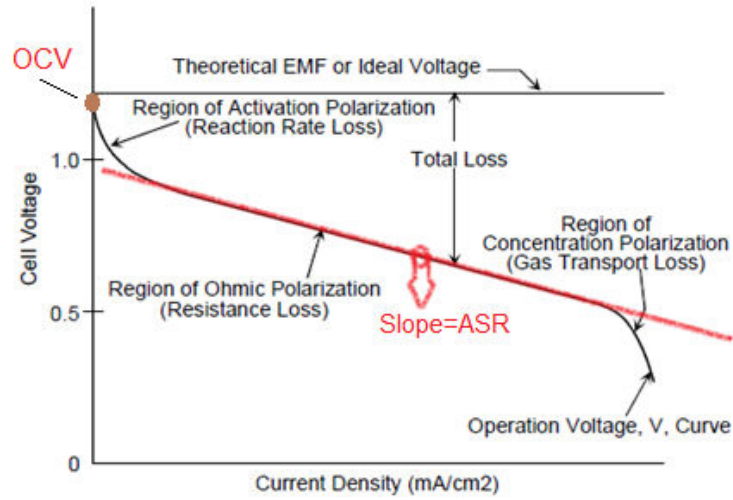 OCV
Theoretical EMF or Ideal Voltage
Region of Activation Polarization
(Reaction Rate Loss)
Total Loss
1.0
Cell Voltage
Region of
Concentration Polarization
(Gas Transport Loss)
Region of Ohmic Polarization
(Resistance Loss)
0.5
Slope=ASR
Operation Voltage, V, Curve
0
Current Density (mA/cm2)